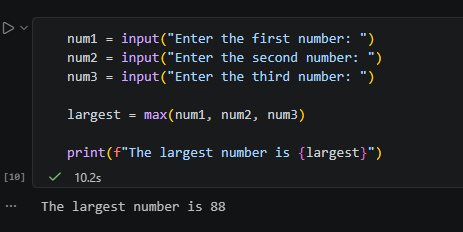 num1 = input("Enter the first number: ")
num2 = input("Enter the second number: ")
num3 = input("Enter the third number: ")
largest = max(num1, num2, num3)
print(f"The largest number is {largest}")
[10]
10.2s
The largest number is 88